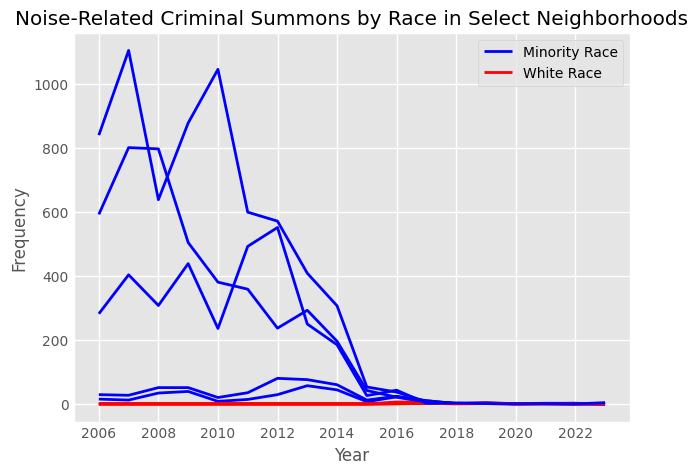 Noise-Related Criminal Summons by Race in Select Neighborhoods
Minority Race
White Race
1000
800
600
400
200
0
Frequency
2006 2008 2010 2012 2014 2016 2018 2020 2022
Year